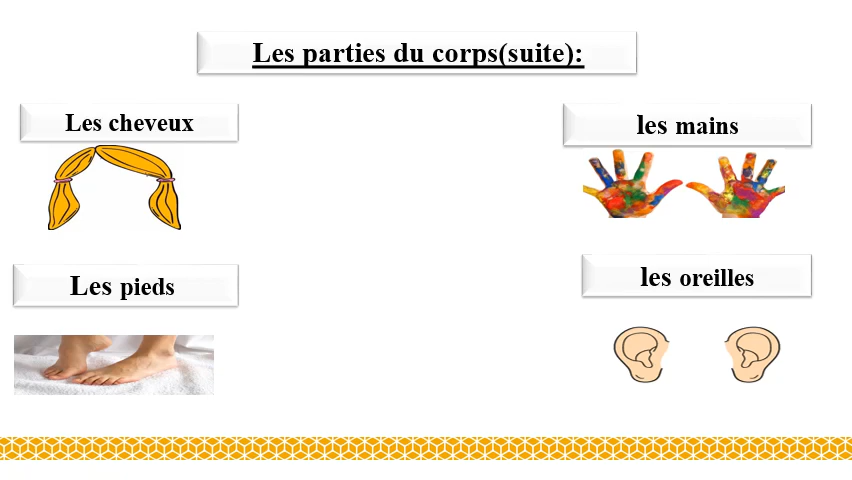 Les parties du corps(suite):
Les cheveux
les mains
Les pieds
les oreilles